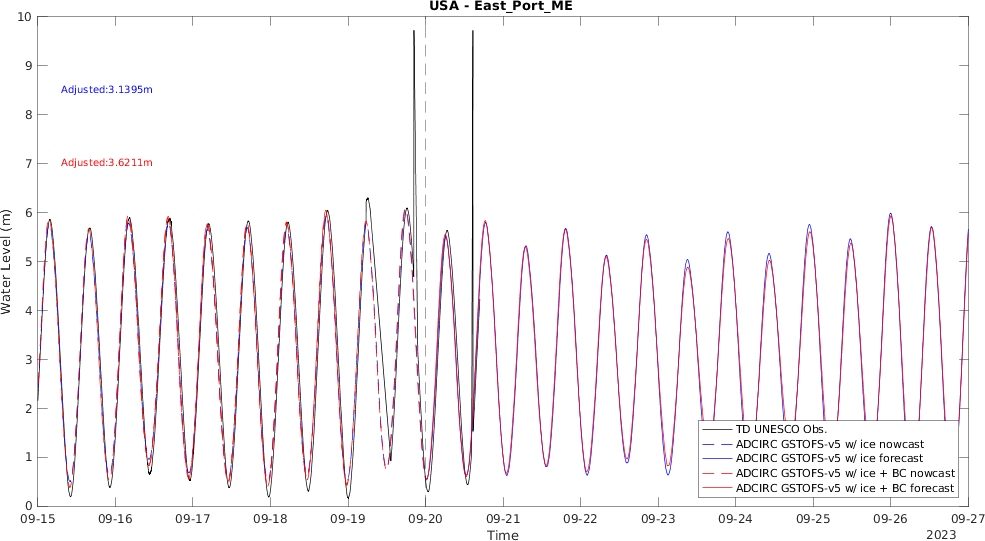 USA - East_Port_ME
10
9
8
7
6
5
4
3
2
1
0
Water Level (m)
Adjusted:3.1395m
Adjusted:3.6211m
TD UNESCO Obs.
ADCIRC GSTOFS-v5 w/ ice nowcast
ADCIRC GSTOFS-v5 w/ ice forecast
ADCIRC GSTOFS-v5 w/ ice + BC nowcast
ADCIRC GSTOFS-v5 w/ ice + BC forecast
09-15 09-16 09-17 09-18 09-19 09-20 09-21 09-22 09-23 09-24 09-25 09-26 09-27
Time
2023